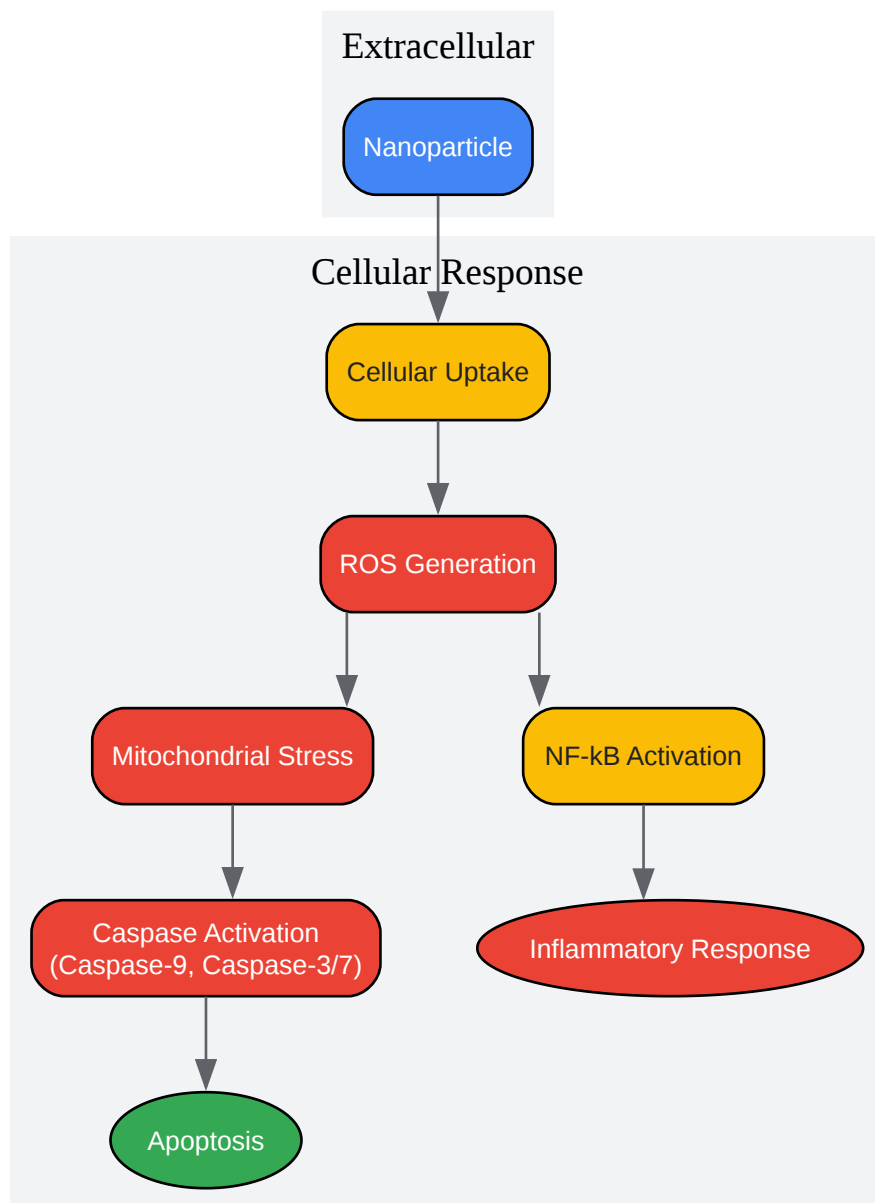 Extracellular
Nanoparticle
Cellular Response
Cellular Uptake
ROS Generation
Mitochondrial Stress
NF-kB Activation
Caspase Activation
(Caspase-9, Caspase-3/7)
Inflammatory Response
Apoptosis